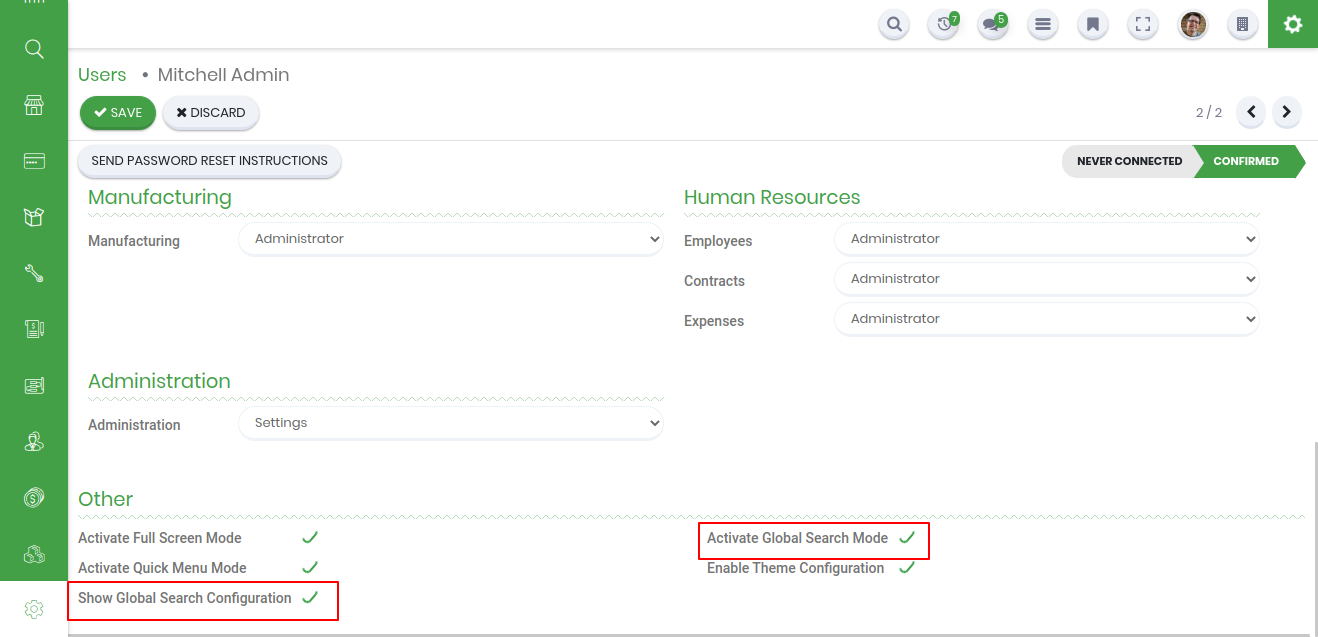 7
5
Users • Mitchell Admin
SAVE
DISCARD
2 / 2
SEND PASSWORD RESET INSTRUCTIONS
NEVER CONNECTED
CONFIRMED
Manufacturing
Manufacturing Administrator
Human Resources
Employees Administrator
Contracts Administrator
Expenses Administrator
Administration
Administration Settings
Other
Activate Full Screen Mode
Activate Global Search Mode
Activate Quick Menu Mode
Enable Theme Configuration
Show Global Search Configuration